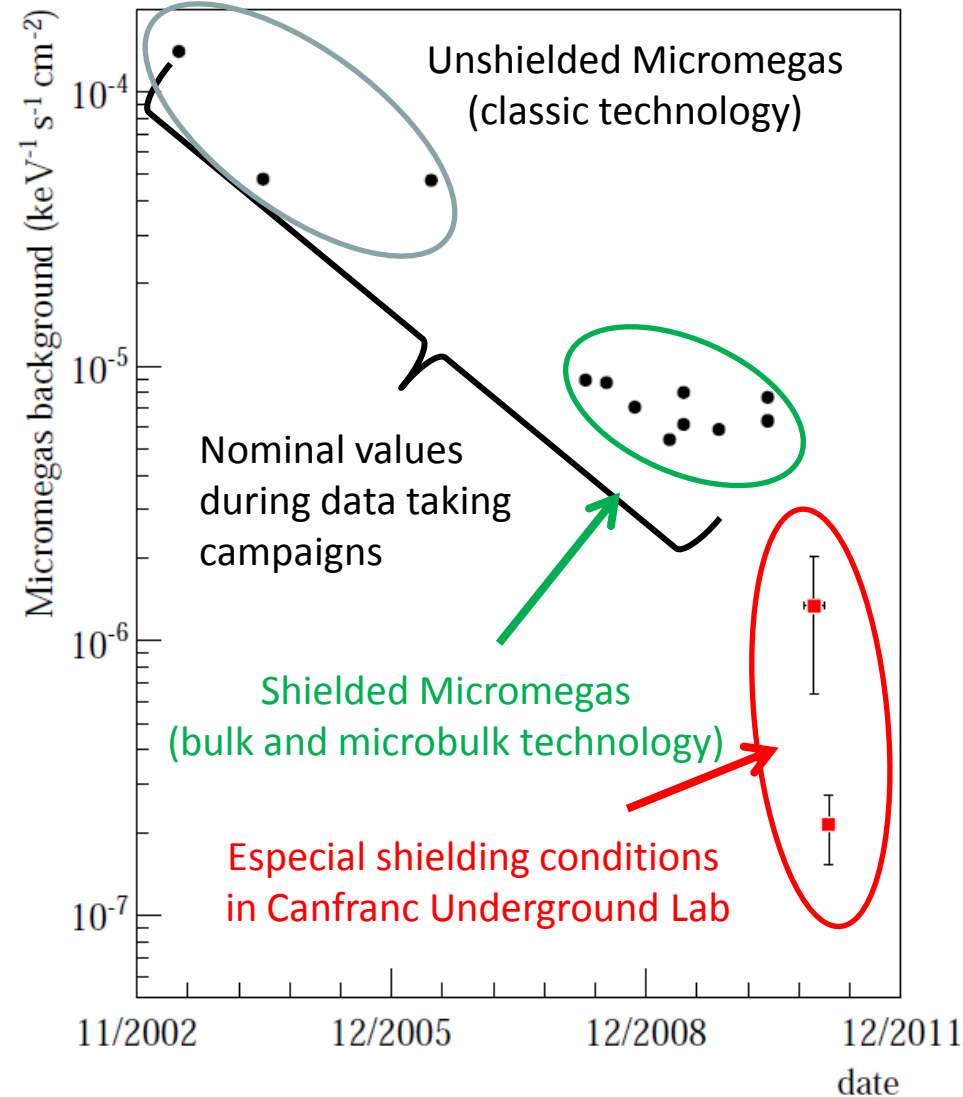 Micromegas background (keV⁻¹ s⁻¹ cm⁻²)
10⁻⁴
10⁻⁵
10⁻⁶
10⁻⁷
Unshielded Micromegas
(classic technology)
Nominal values
during data taking
campaigns
Shielded Micromegas
(bulk and microbulk technology)
Especial shielding conditions
in Canfranc Underground Lab
11/2002 12/2005 12/2008 12/2011
date